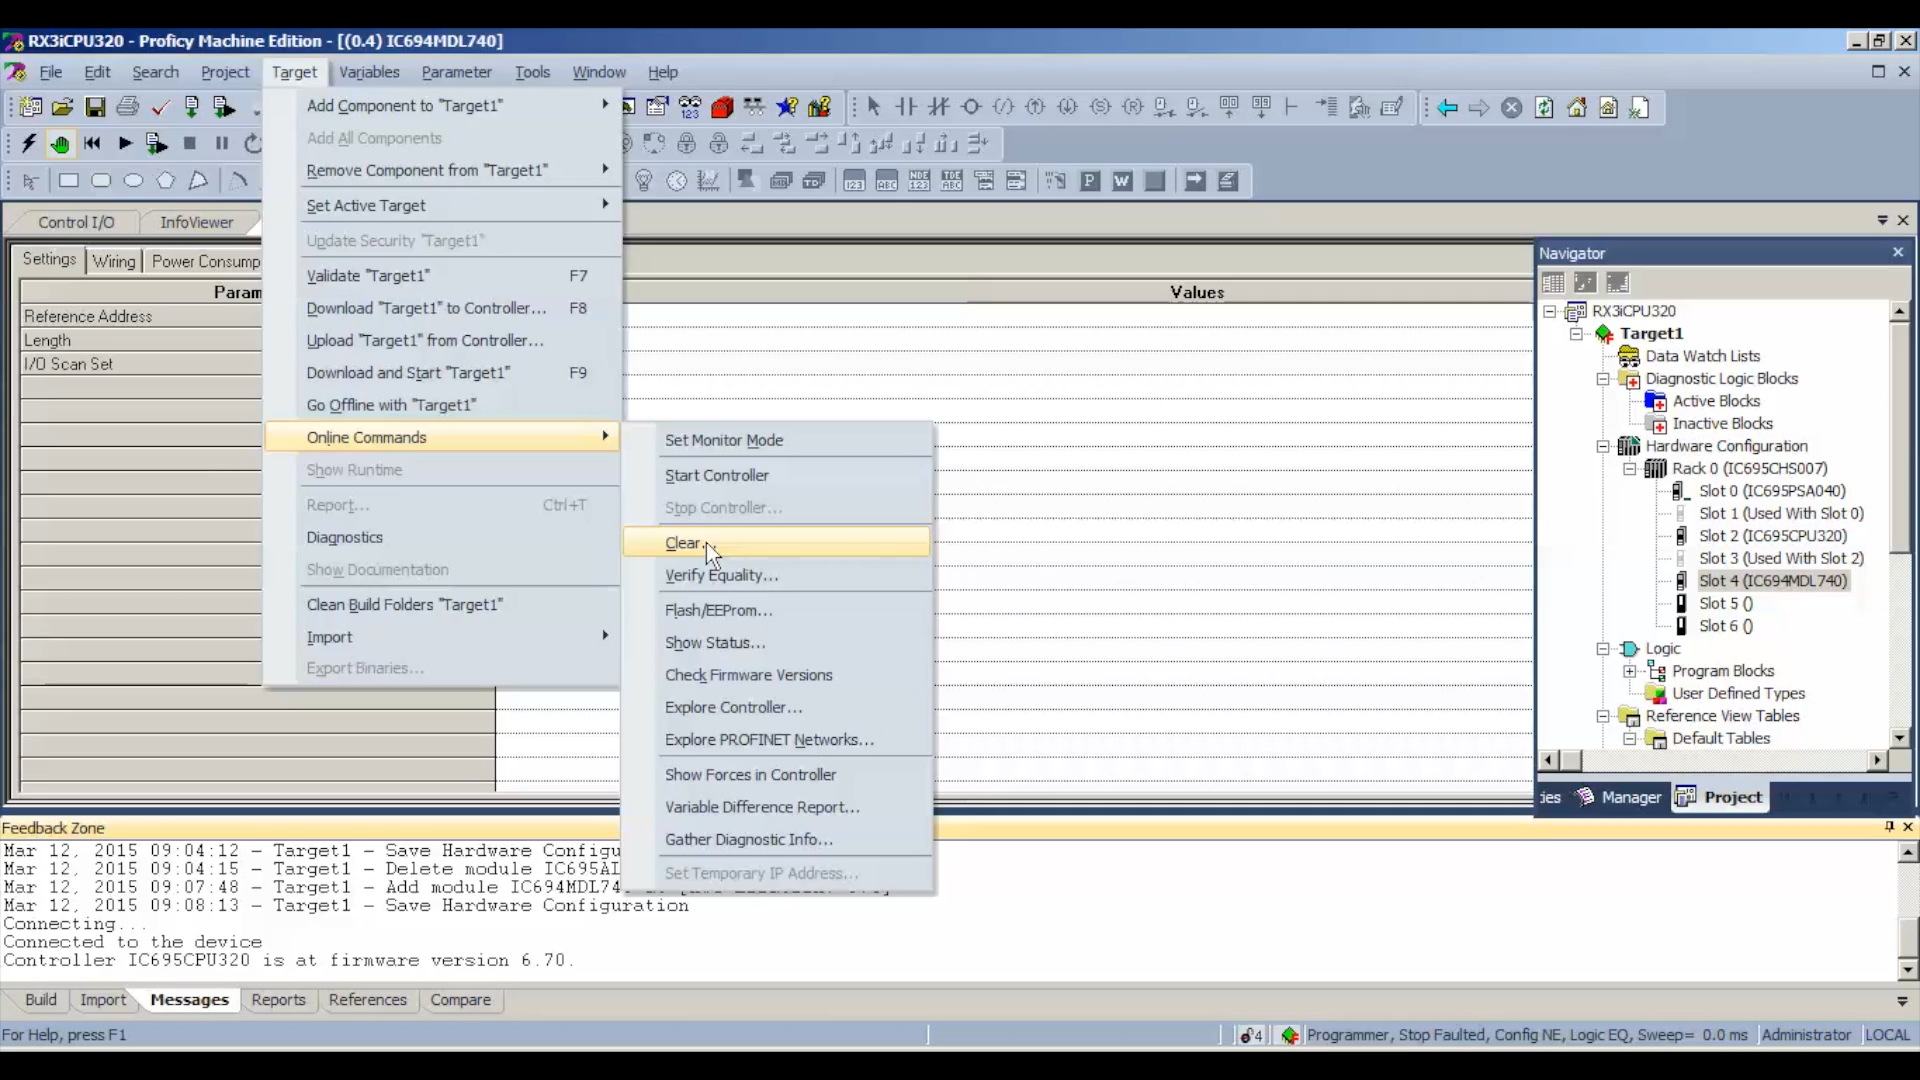 RX3iCPU320 - Proficy Machine Edition - [(0.4) IC694MDL740]
File Edit Search Project Target Variables Parameter Tools Window Help
Control I/O InfoViewer
Settings Wiring Power Consump
Param Values
Reference Address
Length
I/O Scan Set
Add Component to "Target1"
Add All Components
Remove Component from "Target1"
Set Active Target
Update Security "Target1"
Validate "Target1" F7
Download "Target1" to Controller... F8
Upload "Target1" from Controller...
Download and Start "Target1" F9
Go Offline with "Target1"
Online Commands
Show Runtime
Report... Ctrl+T
Diagnostics
Show Documentation
Clean Build Folders "Target1"
Import
Export Binaries...
Set Monitor Mode
Start Controller
Stop Controller...
Clear...
Verify Equality...
Flash/EEProm...
Show Status...
Check Firmware Versions
Explore Controller...
Explore PROFINET Networks...
Show Forces in Controller
Variable Difference Report...
Gather Diagnostic Info...
Set Temporary IP Address...
Navigator
RX3iCPU320
Target1
Data Watch Lists
Diagnostic Logic Blocks
Active Blocks
Inactive Blocks
Hardware Configuration
Rack 0 (IC695CHS007)
Slot 0 (IC695PSA040)
Slot 1 (Used With Slot 0)
Slot 2 (IC695CPU320)
Slot 3 (Used With Slot 2)
Slot 4 (IC694MDL740)
Slot 5 ()
Slot 6 ()
Logic
Program Blocks
User Defined Types
Reference View Tables
Default Tables
ties Manager Project
Feedback Zone
Mar 12, 2015 09:04:12 - Target1 - Save Hardware Configu
Mar 12, 2015 09:04:15 - Target1 - Delete module IC695AL
Mar 12, 2015 09:07:48 - Target1 - Add module IC694MDL74
Mar 12, 2015 09:08:13 - Target1 - Save Hardware Configuration
Connecting...
Connected to the device
Controller IC695CPU320 is at firmware version 6.70.
Build Import Messages Reports References Compare
For Help, press F1
4 Programmer, Stop Faulted, Config NE, Logic EQ, Sweep= 0.0 ms Administrator LOCAL